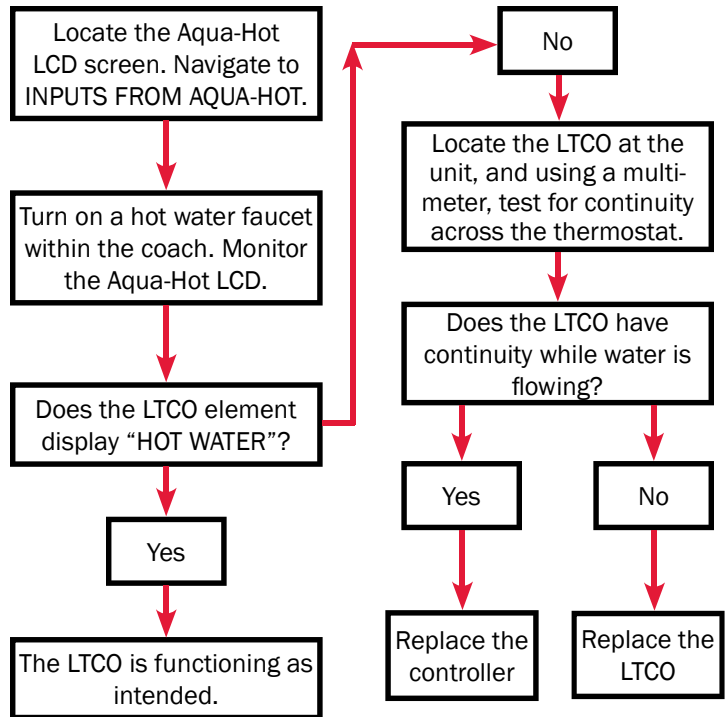 Locate the Aqua-Hot
LCD screen. Navigate to
INPUTS FROM AQUA-HOT.
Turn on a hot water faucet
within the coach. Monitor
the Aqua-Hot LCD.
Does the LTCO element
display “HOT WATER”?
Yes
The LTCO is functioning as
intended.
No
Locate the LTCO at the
unit, and using a multi-
meter, test for continuity
across the thermostat.
Does the LTCO have
continuity while water is
flowing?
Yes
No
Replace the
controller
Replace the
LTCO